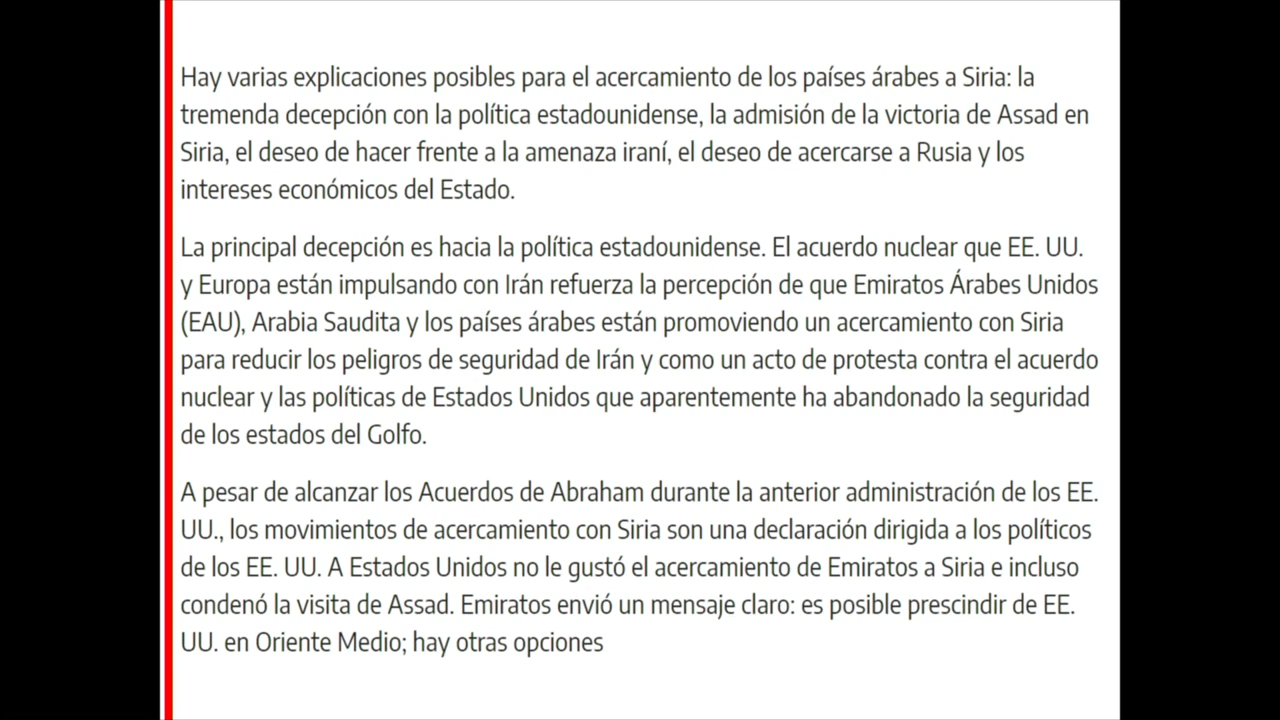 Hay varias explicaciones posibles para el acercamiento de los países árabes a Siria: la
tremenda decepción con la política estadounidense, la admisión de la victoria de Assad en
Siria, el deseo de hacer frente a la amenaza iraní, el deseo de acercarse a Rusia y los
intereses económicos del Estado.
La principal decepción es hacia la política estadounidense. El acuerdo nuclear que EE. UU.
y Europa están impulsando con Irán refuerza la percepción de que Emiratos Árabes Unidos
(EAU), Arabia Saudita y los países árabes están promoviendo un acercamiento con Siria
para reducir los peligros de seguridad de Irán y como un acto de protesta contra el acuerdo
nuclear y las políticas de Estados Unidos que aparentemente ha abandonado la seguridad
de los estados del Golfo.
A pesar de alcanzar los Acuerdos de Abraham durante la anterior administración de los EE.
UU., los movimientos de acercamiento con Siria son una declaración dirigida a los políticos
de los EE. UU. A Estados Unidos no le gustó el acercamiento de Emiratos a Siria e incluso
condenó la visita de Assad. Emiratos envió un mensaje claro: es posible prescindir de EE.
UU. en Oriente Medio; hay otras opciones